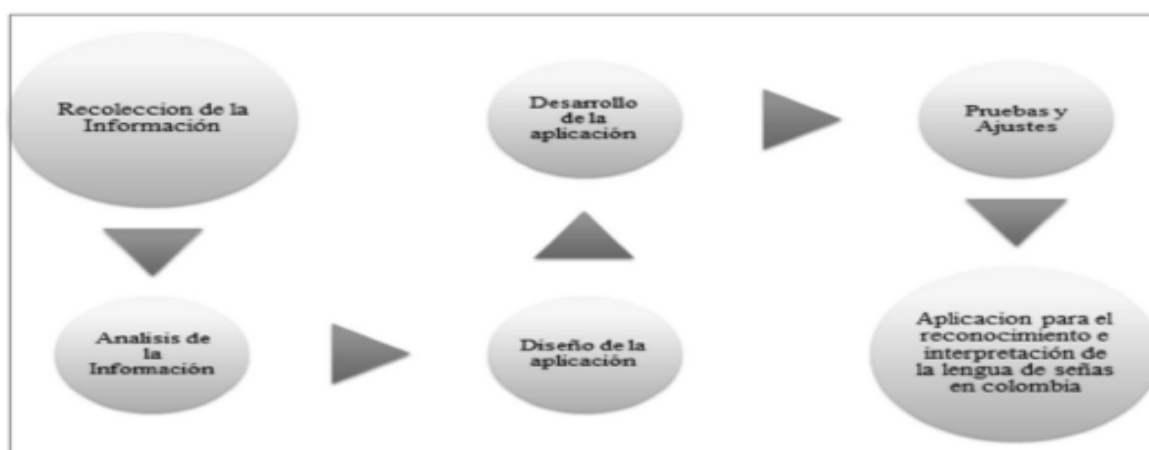 Recoleccion de la
Información
Analisis de
la
Información
Diseño de la
aplicación
Desarrollo
de la
aplicación
Pruebas y
Ajustes
Aplicacion para el
reconocimiento e
interpretación de
la lengua de señas
en colombia